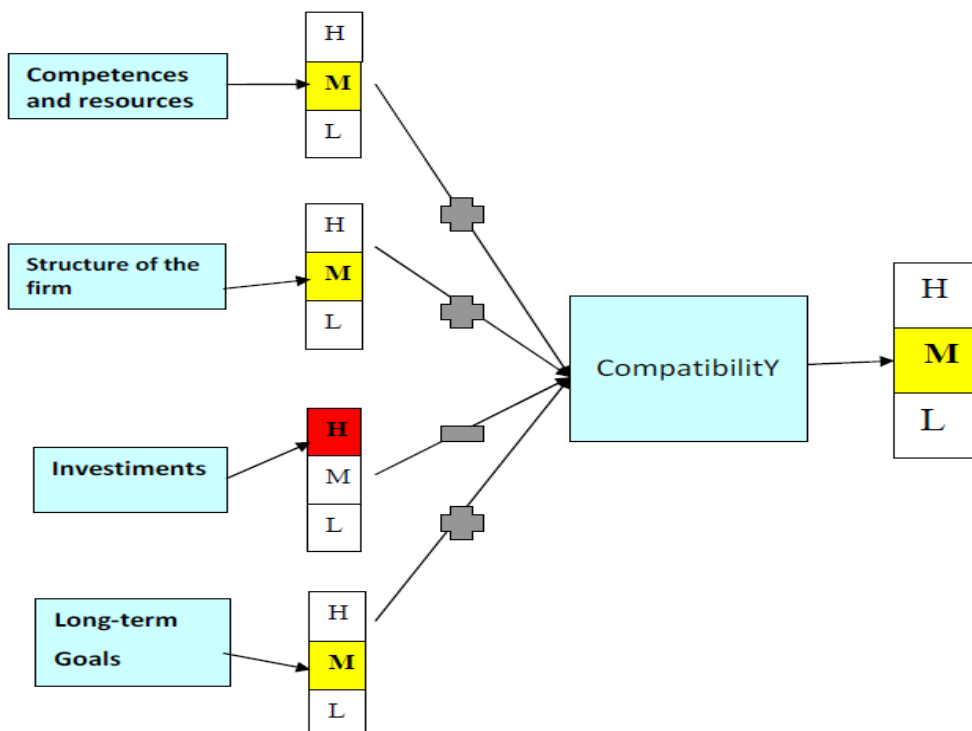 H
Competences
and resources
M
L
H
Structure of the
firm
M
L
H
Investiments
M
L
H
Long-term
Goals
M
L
CompatibilitY
H
M
L